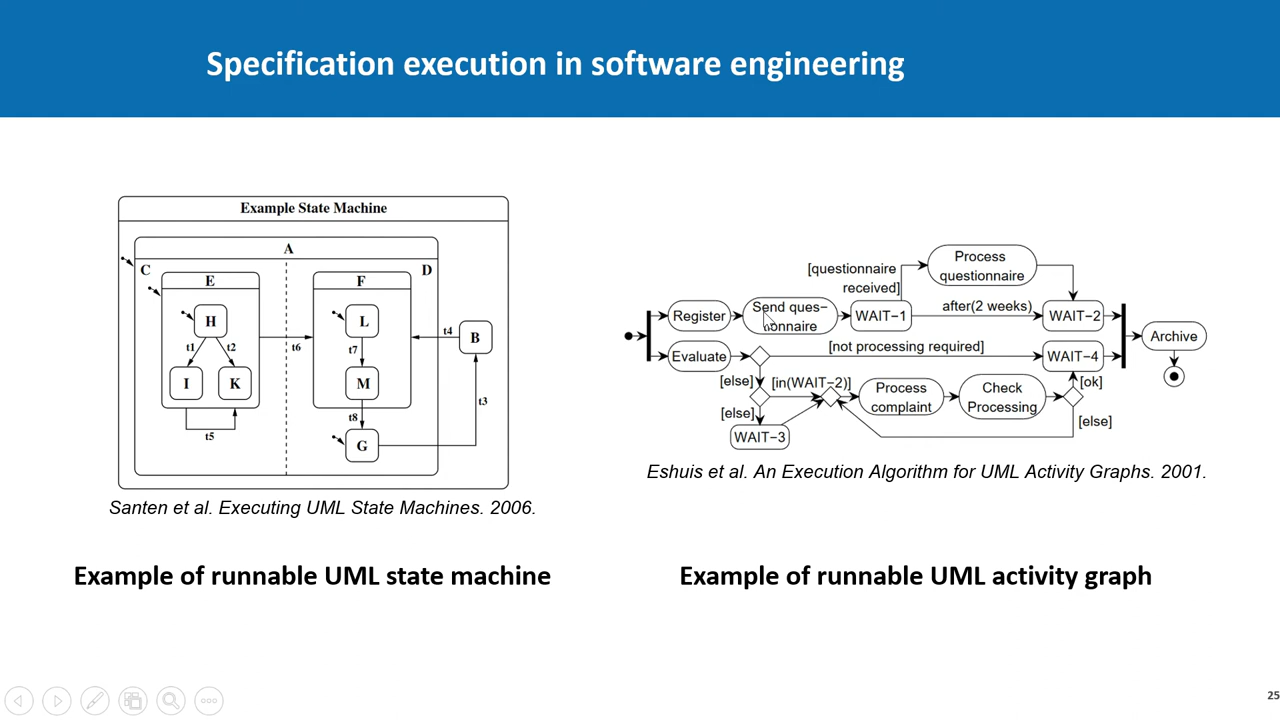 Specification execution in software engineering
Example State Machine
A
C
E
F
D
H
L
t1
t2
t7
t6
t4
B
I
K
M
t5
t8
t3
G
Santen et al. Executing UML State Machines. 2006.
Example of runnable UML state machine
[questionnaire
received]
Process
questionnaire
Register
Send ques−
tionnaire
WAIT−1
after(2 weeks)
WAIT−2
Evaluate
[not processing required]
WAIT−4
Archive
[else]
[in(WAIT−2)]
Process
complaint
Check
Processing
[ok]
[else]
[else]
WAIT−3
Eshuis et al. An Execution Algorithm for UML Activity Graphs. 2001.
Example of runnable UML activity graph
25